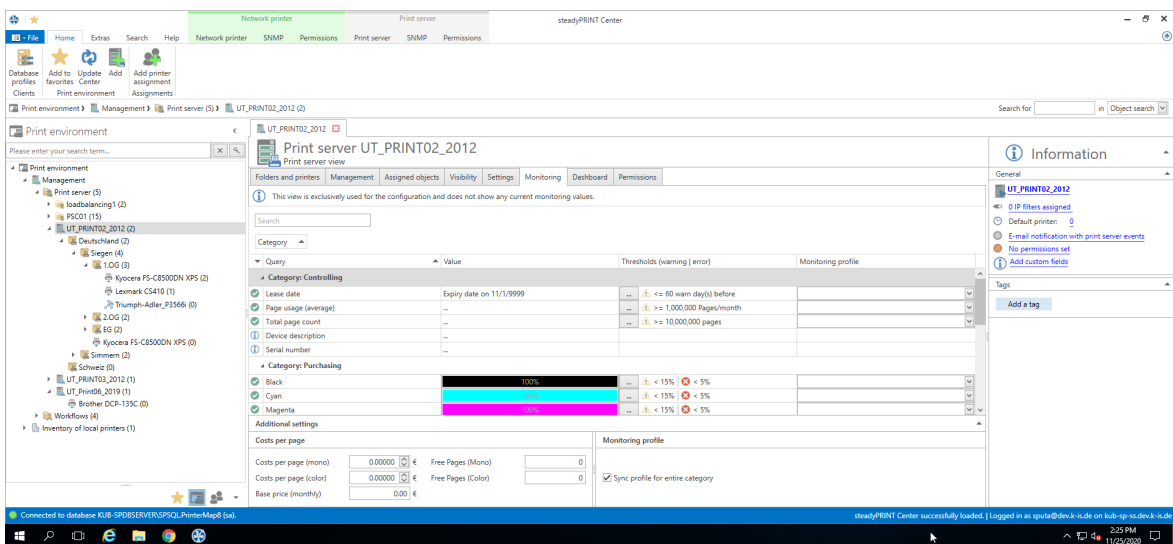 Network printer
Print server
steadyPRINT Center
File
Home
Extras
Search
Help
Network printer
SNMP
Permissions
Print server
SNMP
Permissions
Database profiles
Add to favorites
Update Center
Add
Add printer assignment
Clients
Print environment
Assignments
Print environment
Management
Print server (5)
UT_PRINT02_2012 (2)
Search for
in
Object search
Print environment
Please enter your search term...
Print environment
Management
Print server (5)
loadbalancing1 (2)
PSC01 (15)
UT_PRINT02_2012 (2)
Deutschland (2)
Siegen (4)
1.OG (3)
Kyocera FS-C8500DN XPS (2)
Lexmark CS410 (1)
Triumph-Adler_P3566i (0)
2.OG (2)
EG (2)
Kyocera FS-C8500DN XPS (0)
Simmern (2)
Schweiz (0)
UT_PRINT03_2012 (1)
UT_Print06_2019 (1)
Brother DCP-135C (0)
Workflows (4)
Inventory of local printers (1)
UT_PRINT02_2012
Print server UT_PRINT02_2012
Print server view
Folders and printers
Management
Assigned objects
Visibility
Settings
Monitoring
Dashboard
Permissions
This view is exclusively used for the configuration and does not show any current monitoring values.
Search
Category
Query
Value
Thresholds (warning | error)
Monitoring profile
Category: Controlling
Lease date
Expiry date on 11/1/9999
...
<= 60 warn day(s) before
Page usage (average)
...
...
>= 1,000,000 Pages/month
Total page count
...
...
>= 10,000,000 pages
Device description
...
Serial number
...
Category: Purchasing
Black
100%
...
< 15%
< 5%
Cyan
100%
...
< 15%
< 5%
Magenta
100%
...
< 15%
< 5%
Additional settings
Costs per page
Monitoring profile
Costs per page (mono)
0.00000
€
Free Pages (Mono)
0
Costs per page (color)
0.00000
€
Free Pages (Color)
0
Sync profile for entire category
Base price (monthly)
0.00
€
Information
General
UT_PRINT02_2012
0 IP filters assigned
Default printer:
0
E-mail notification with print server events
No permissions set
Add custom fields
Tags
Add a tag
Connected to database KUB-SPDBSERVER\SPSQL.PrinterMap8 (sa).
steadyPRINT Center successfully loaded. | Logged in as sputa@dev.k-is.de on kub-sp-ss.dev.k-is.de
2:25 PM
11/25/2020